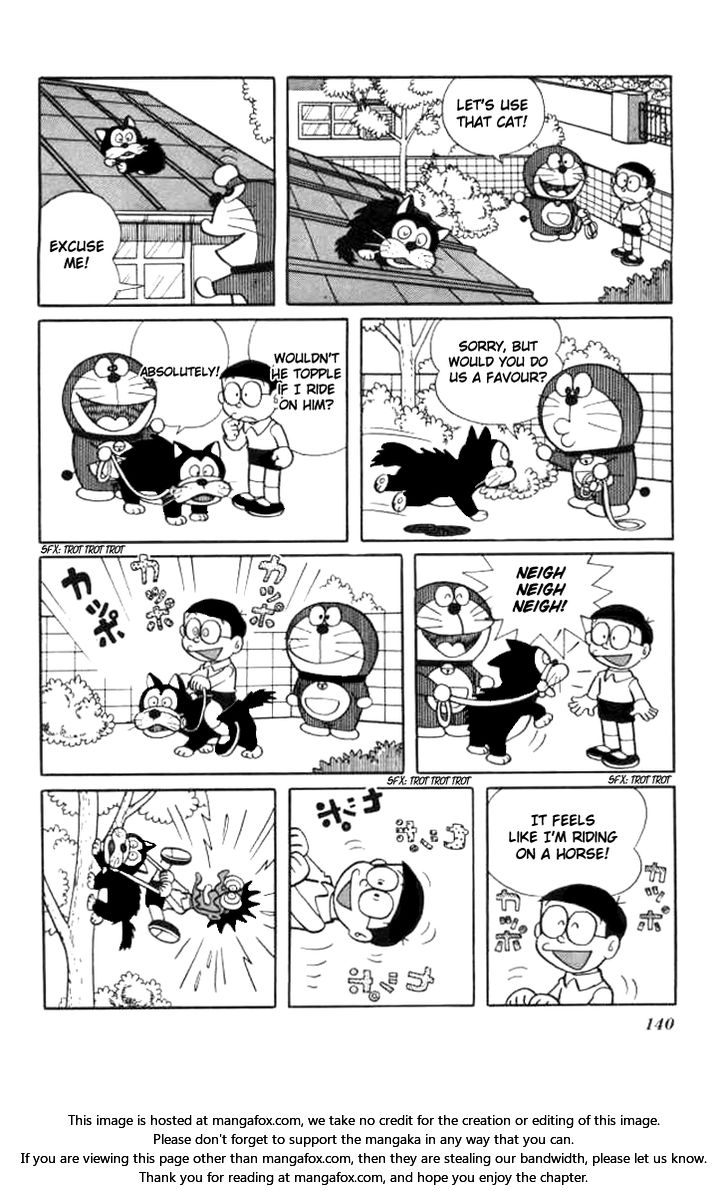 LET'S USE
THAT CAT!
EXCUSE
ME!
SORRY, BUT
WOULD YOU DO
US A FAVOUR?
WOULDN'T
HE TOPPLE
IF I RIDE
ON HIM?
ABSOLUTELY!
NEIGH
NEIGH
NEIGH!
SFX: TROT TROT TROT
カッポ
カッポ
カッポ
SFX: TROT TROT
IT FEELS
LIKE I'M RIDING
ON A HORSE!
カッポ
カッポ
SFX: TROT TROT TROT
140
This image is hosted at mangafox.com, we take no credit for the creation or editing of this image.
Please don't forget to support the mangaka in any way that you can.
If you are viewing this page other than mangafox.com, then they are stealing our bandwidth, please let us know.
Thank you for reading at mangafox.com, and hope you enjoy the chapter.